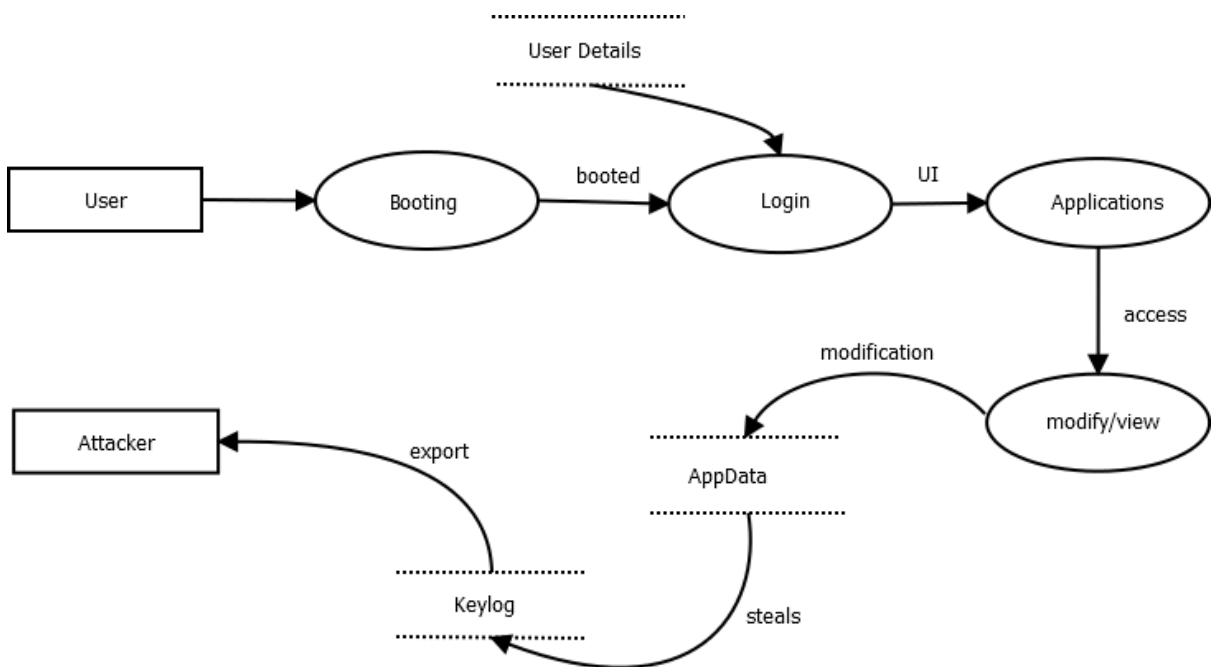 User Details
User
Booting
booted
Login
UI
Applications
access
modification
modify/view
Attacker
export
AppData
Keylog
steals